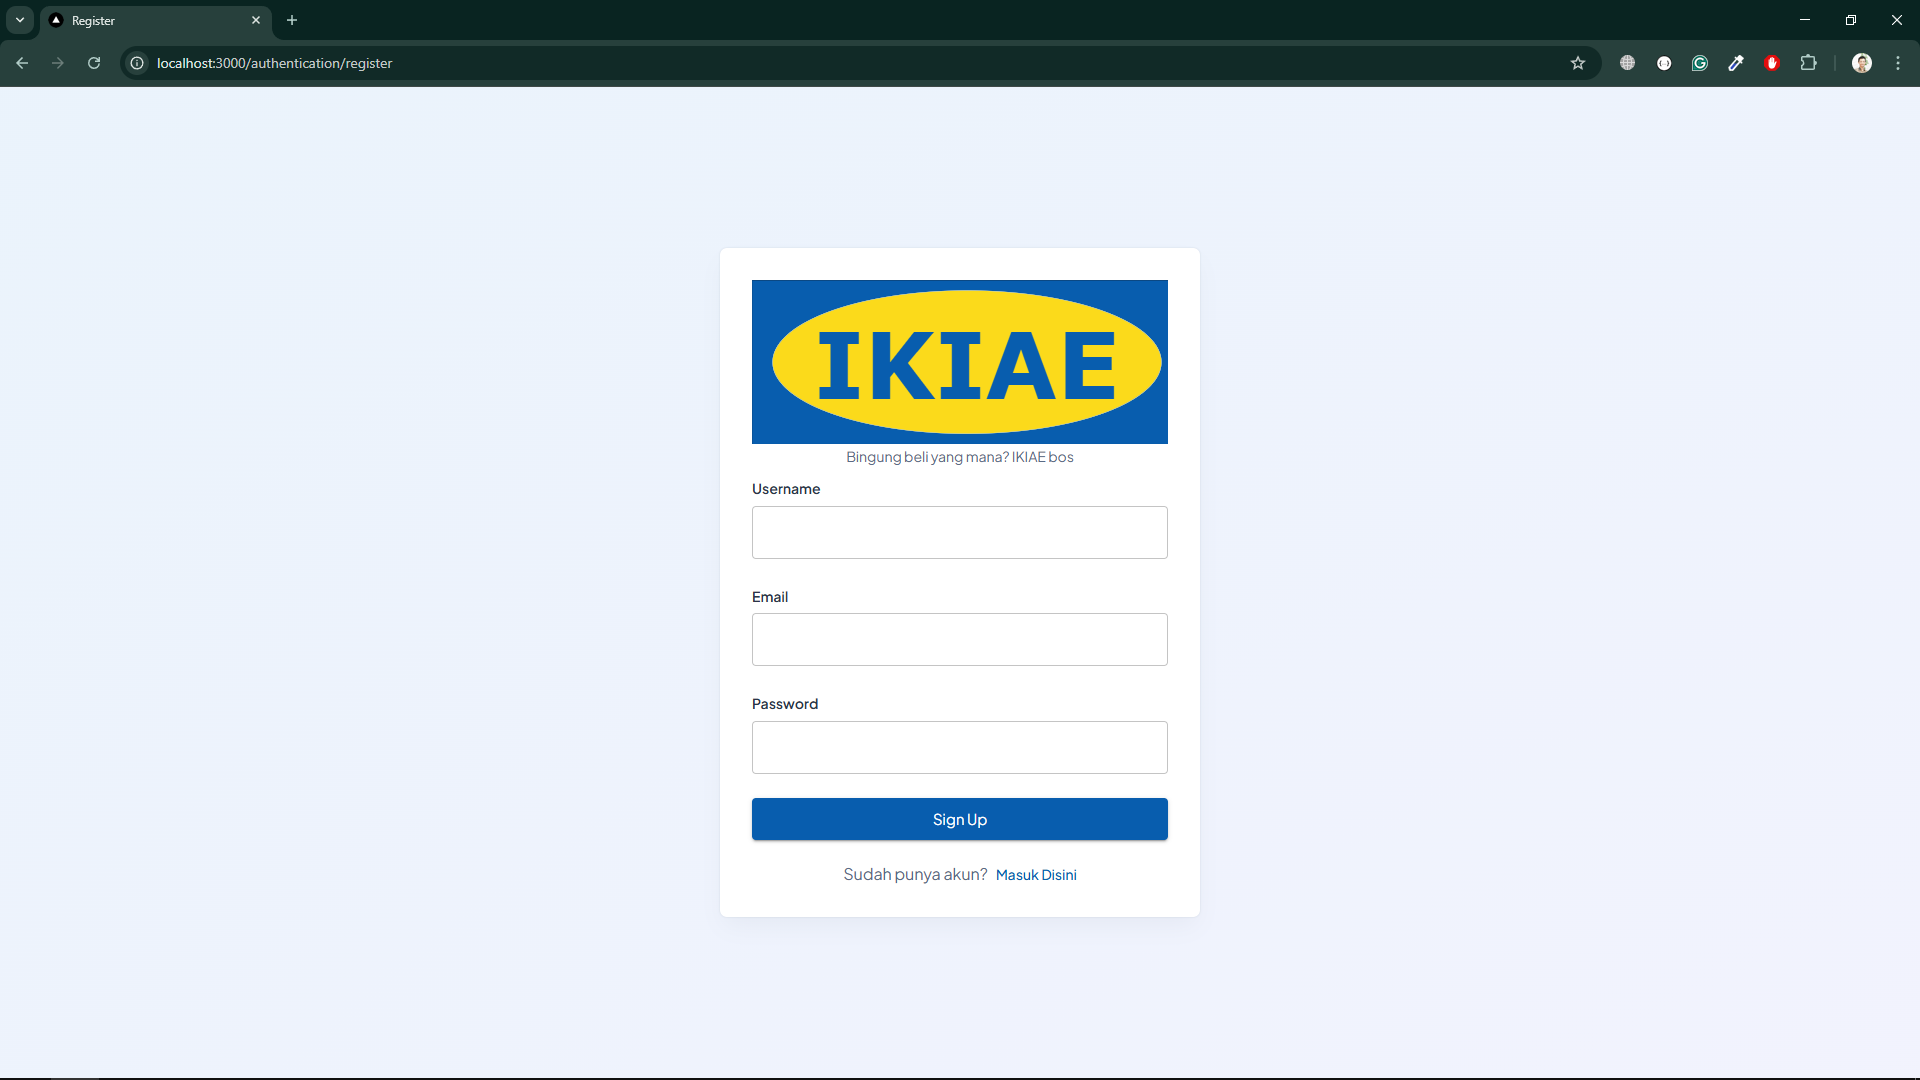 Register
localhost:3000/authentication/register
IKIAE
Bingung beli yang mana? IKIAE bos
Username
Email
Password
Sign Up
Sudah punya akun? Masuk Disini